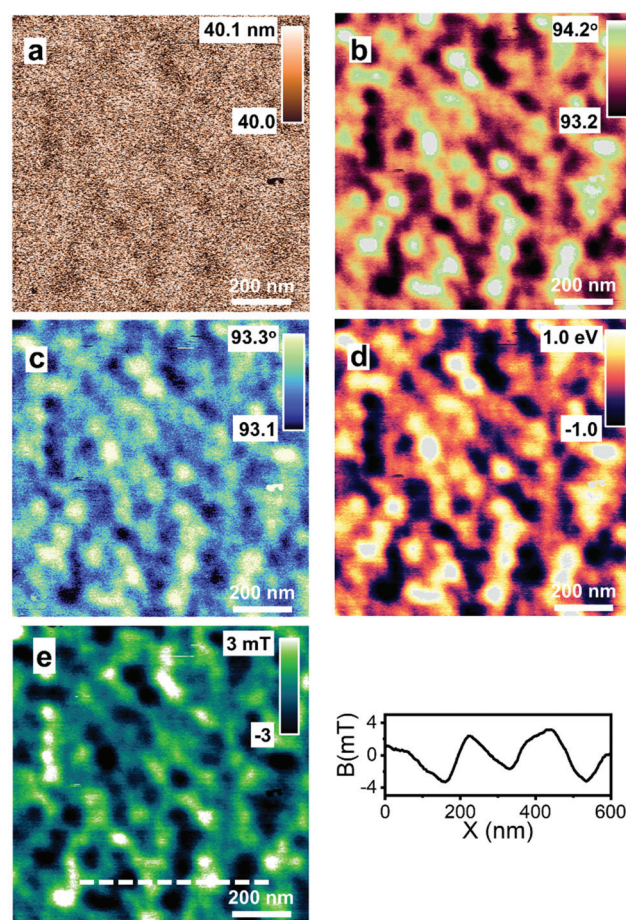 a
40.1 nm
40.0
200 nm
b
94.2°
93.2
200 nm
c
93.3°
93.1
200 nm
d
1.0 eV
-1.0
200 nm
e
3 mT
-3
200 nm
B(mT)
4
0
-4
0 200 400 600
X (nm)